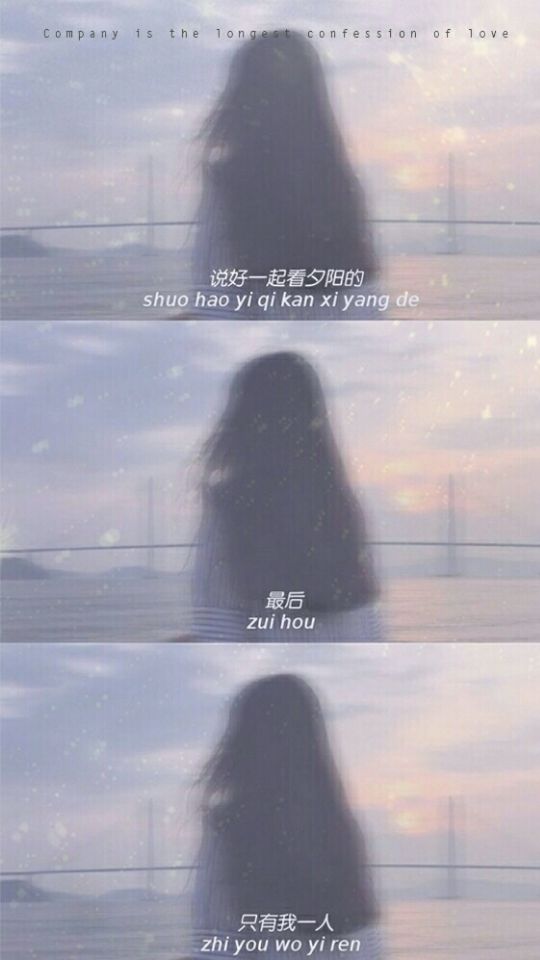 Company is the longest confession of love
说好一起看夕阳的
shuo hao yi qi kan xi yang de
最后
zui hou
只有我一人
zhi you wo yi ren